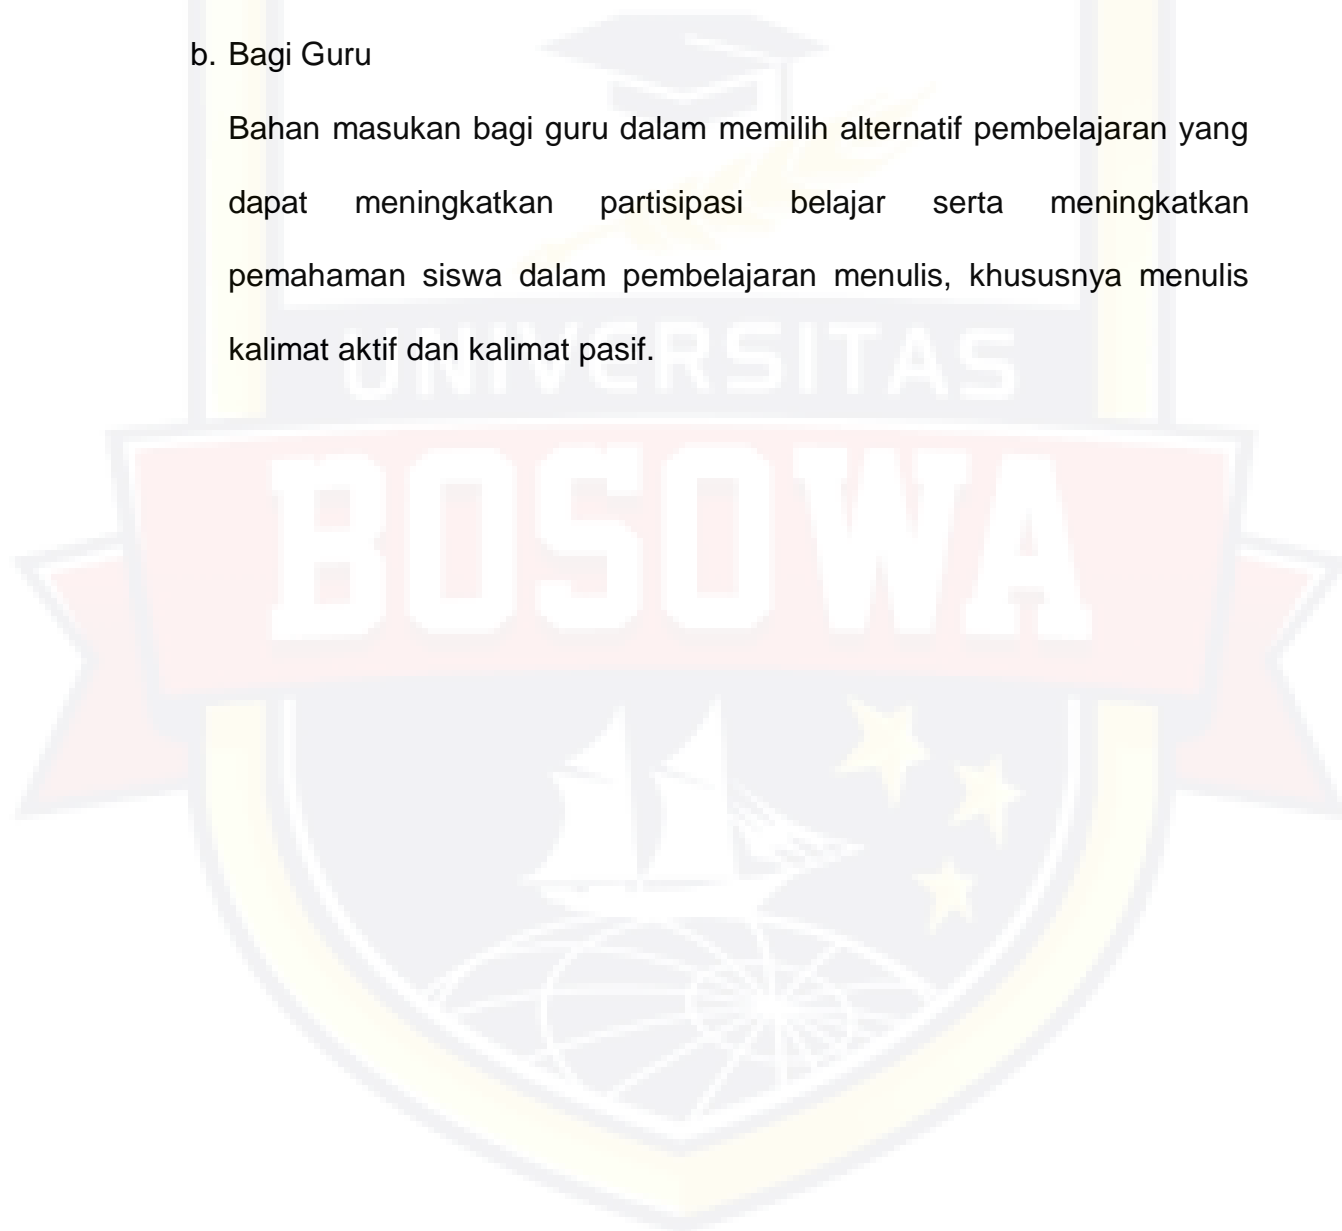 b. Bagi Guru
Bahan masukan bagi guru dalam memilih alternatif pembelajaran yang
dapat meningkatkan partisipasi belajar serta meningkatkan
pemahaman siswa dalam pembelajaran menulis, khususnya menulis
kalimat aktif dan kalimat pasif.
UNIVERSITAS
BOSOWA